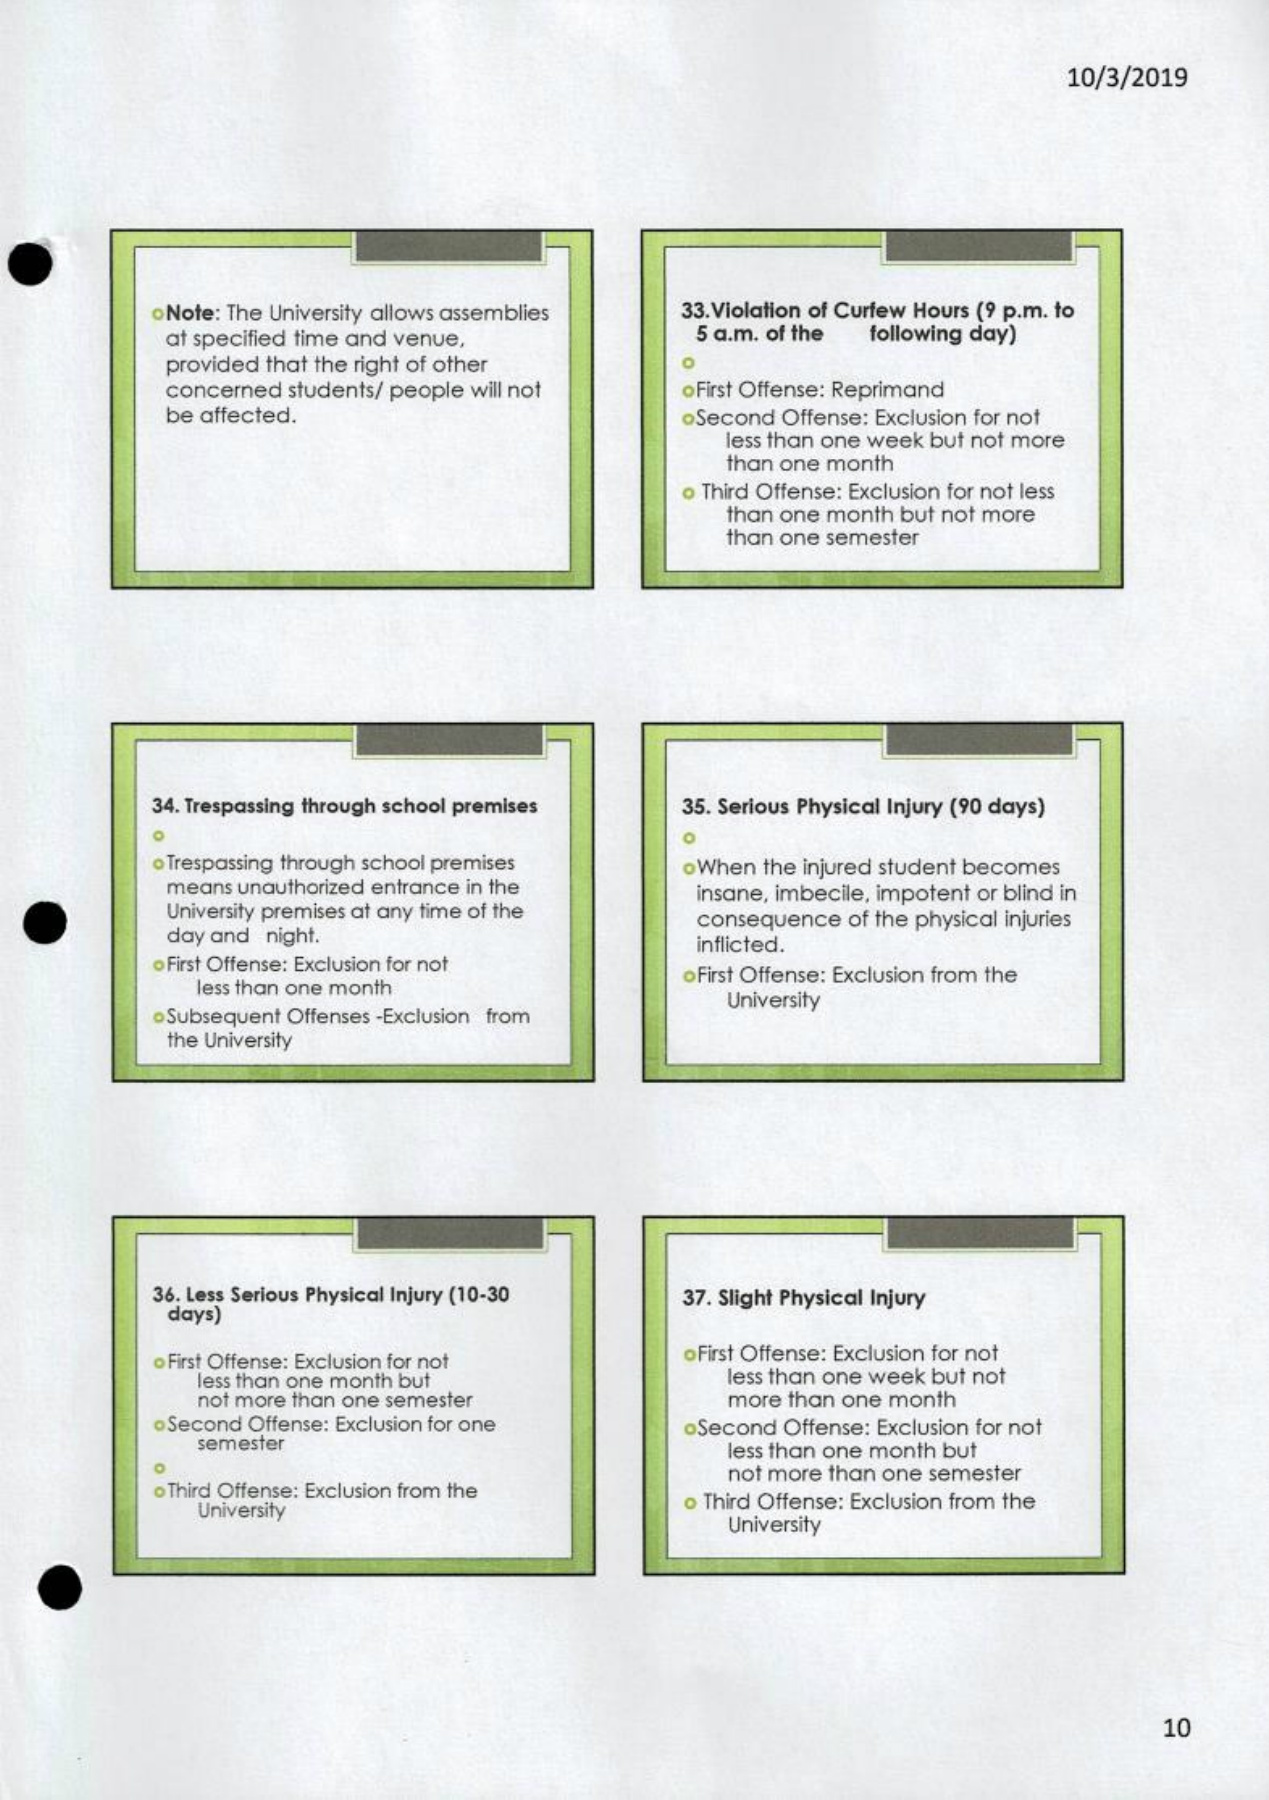 10/3/2019
Note: The University allows assemblies
at specified time and venue,
provided that the right of other
concerned students/ people will not
be affected.
33.Violation of Curfew Hours (9 p.m. to
5 a.m. of the following day)
First Offense: Reprimand
Second Offense: Exclusion for not
less than one week but not more
than one month
Third Offense: Exclusion for not less
than one month but not more
than one semester
34. Trespassing through school premises
Trespassing through school premises
means unauthorized entrance in the
University premises at any time of the
day and night.
First Offense: Exclusion for not
less than one month
Subsequent Offenses -Exclusion from
the University
35. Serious Physical Injury (90 days)
When the injured student becomes
insane, imbecile, impotent or blind in
consequence of the physical injuries
inflicted.
First Offense: Exclusion from the
University
36. Less Serious Physical Injury (10-30
days)
First Offense: Exclusion for not
less than one month but
not more than one semester
Second Offense: Exclusion for one
semester
Third Offense: Exclusion from the
University
37. Slight Physical Injury
First Offense: Exclusion for not
less than one week but not
more than one month
Second Offense: Exclusion for not
less than one month but
not more than one semester
Third Offense: Exclusion from the
University
10